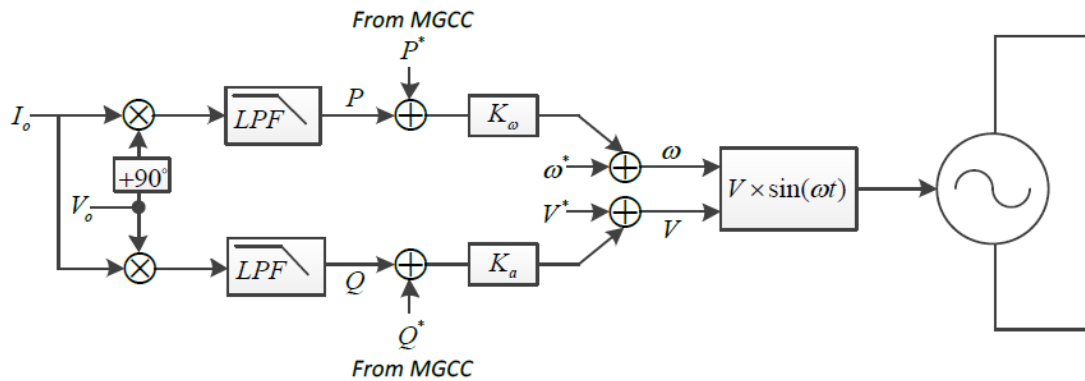 From MGCC
P*
I_o
LPF
P
K_ω
+90°
ω*
ω
V × sin(ωt)
V_o
V*
V
LPF
Q
K_a
Q*
From MGCC